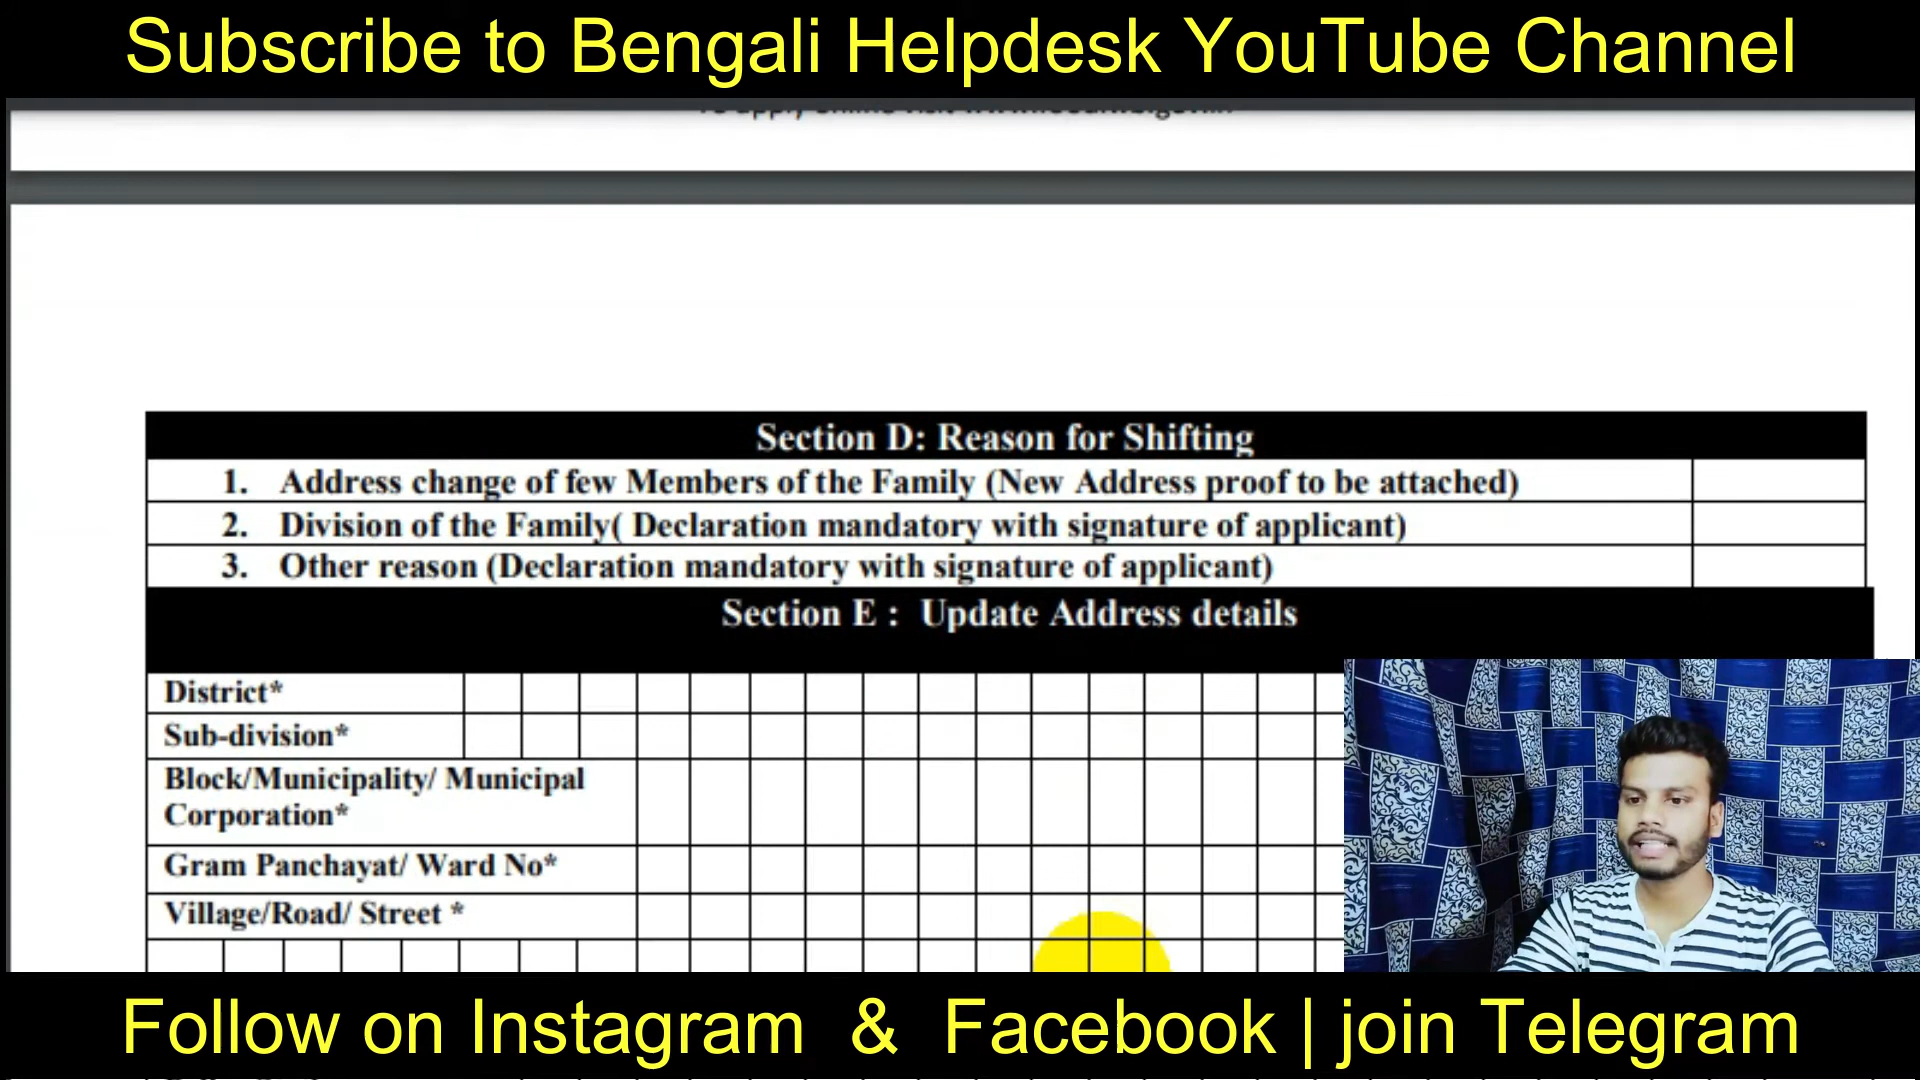 Subscribe to Bengali Helpdesk YouTube Channel
Section D: Reason for Shifting
1. Address change of few Members of the Family (New Address proof to be attached)
2. Division of the Family( Declaration mandatory with signature of applicant)
3. Other reason (Declaration mandatory with signature of applicant)
Section E : Update Address details
District*
Sub-division*
Block/Municipality/ Municipal
Corporation*
Gram Panchayat/ Ward No*
Village/Road/ Street *
Follow on Instagram & Facebook | join Telegram